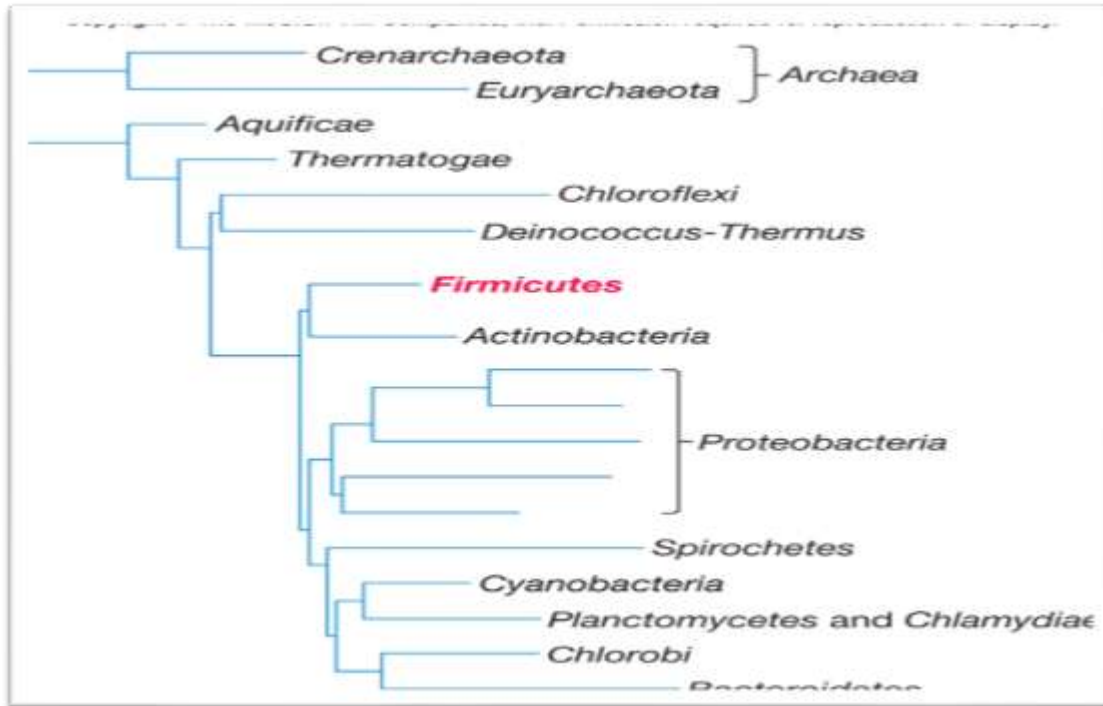 Crenarchaeota
Archaea
Euryarchaeota
Aquificae
Thermatogae
Chloroflexi
Deinococcus-Thermus
Firmicutes
Actinobacteria
Proteobacteria
Spirochetes
Cyanobacteria
Planctomycetes and Chlamydiae
Chlorobi